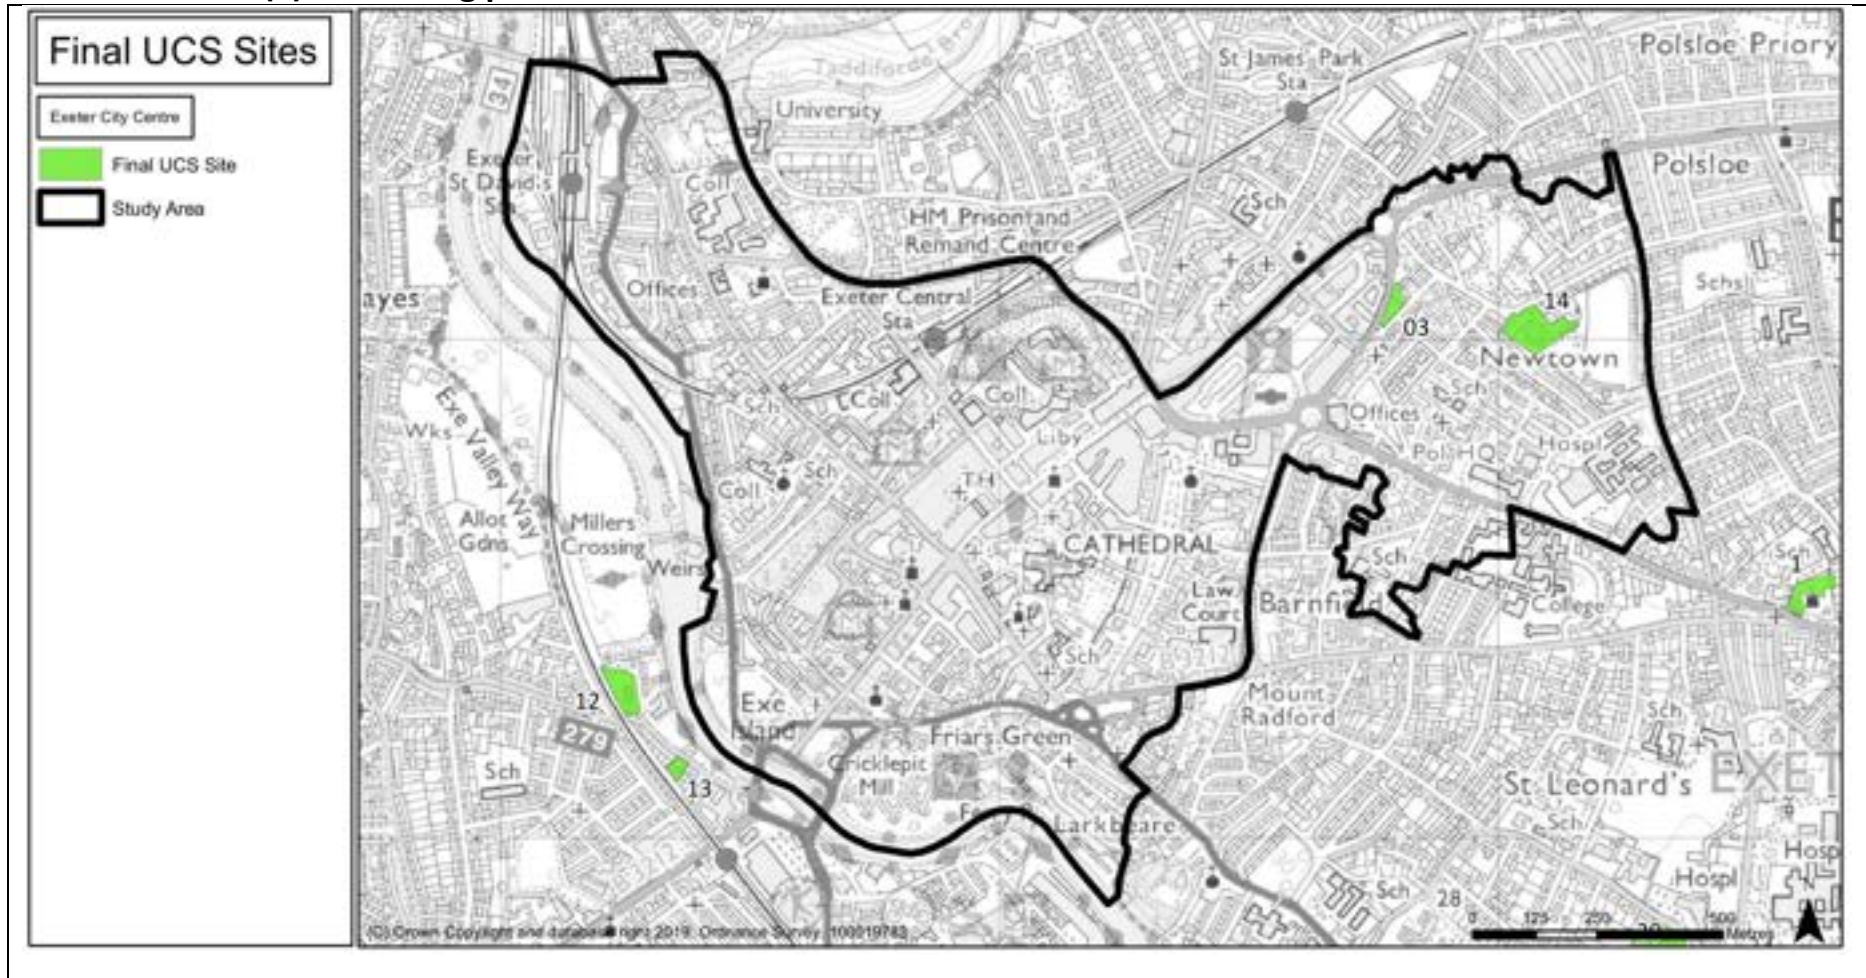 Final UCS Sites
Exeter City Centre
Final UCS Site
Study Area
34
Taddiforde
University
St James' Park
Sta
Polsloe Priory
Exeter
St David's
Sta
Coll
HM Prison and
Remand Centre
Sch
Polsloe
Offices
Exeter Central
Sta
ayes
Schs
03
14
Newtown
Coll
Coll
Sch
Liby
Offices
Sch
Exe Valley Way
Wks
Coll
Sch
TH
Pol HQ
Hospl
Allot
Gdns
Millers
Crossing
Weirs
CATHEDRAL
Sch
Sch
1
Law
Court
Barnfield
College
Sch
12
279
Exe
Island
Mount
Radford
Sch
Friars Green
Sch
13
Cricklepit
Mill
St Leonard's
EXET
Larkbeare
Sch
Hosp
Sch
28
Hospl
(C) Crown Copyright and database right 2019. Ordnance Survey. 100019783
0 125 250 500
Metres